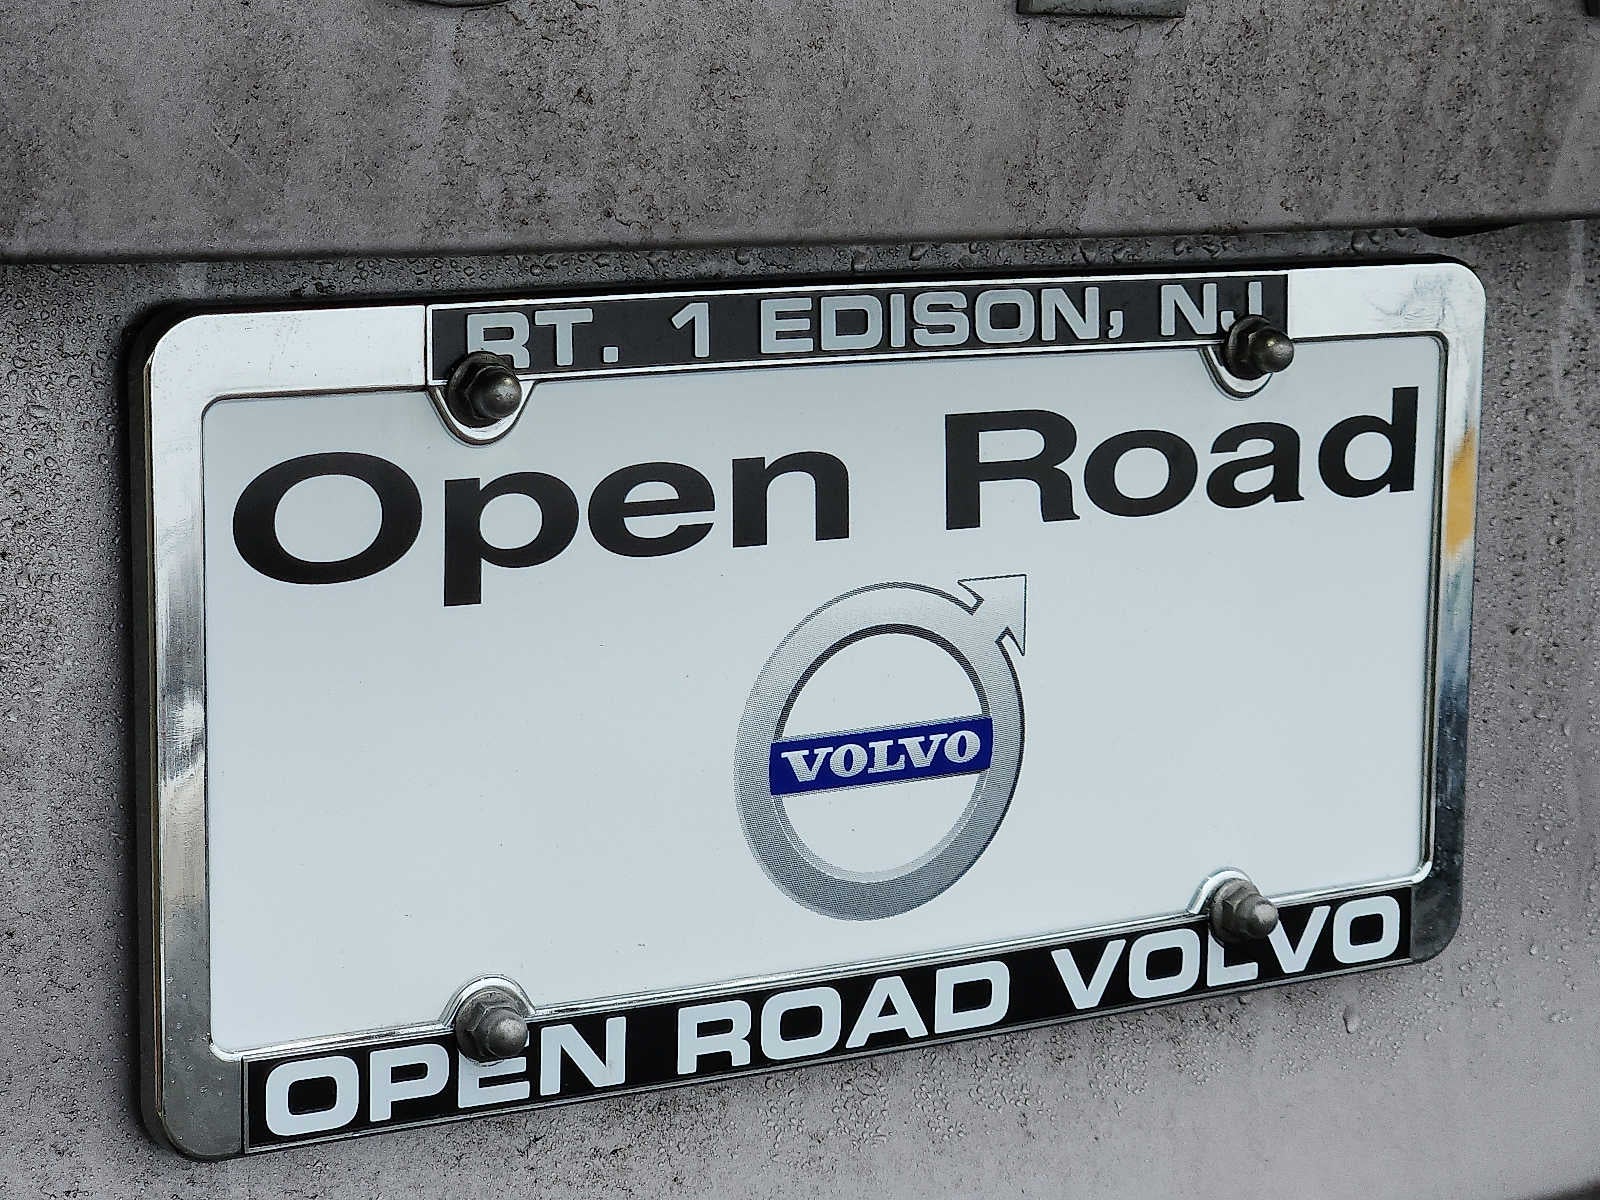 RT. 1 EDISON, NJ
Open Road
VOLVO
OPEN ROAD VOLVO